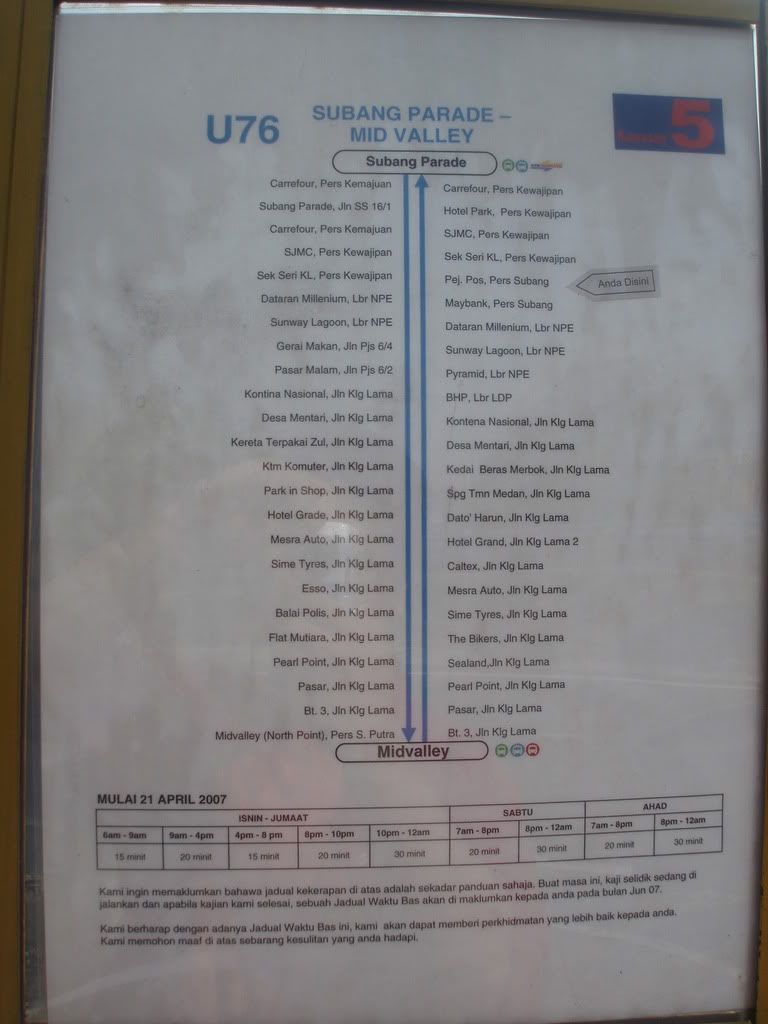 U76
SUBANG PARADE –
MID VALLEY
5
Subang Parade
Carrefour, Pers Kemajuan
Subang Parade, Jln SS 16/1
Carrefour, Pers Kemajuan
SJMC, Pers Kewajipan
Sek Seri KL, Pers Kewajipan
Dataran Millenium, Lbr NPE
Sunway Lagoon, Lbr NPE
Gerai Makan, Jln Pjs 6/4
Pasar Malam, Jln Pjs 6/2
Kontina Nasional, Jln Klg Lama
Desa Mentari, Jln Klg Lama
Kereta Terpakai Zul, Jln Klg Lama
Ktm Komuter, Jln Klg Lama
Park in Shop, Jln Klg Lama
Hotel Grade, Jln Klg Lama
Mesra Auto, Jln Klg Lama
Sime Tyres, Jln Klg Lama
Esso, Jln Klg Lama
Balai Polis, Jln Klg Lama
Flat Mutiara, Jln Klg Lama
Pearl Point, Jln Klg Lama
Pasar, Jln Klg Lama
Bt. 3, Jln Klg Lama
Midvalley (North Point), Pers S. Putra
Carrefour, Pers Kewajipan
Hotel Park, Pers Kewajipan
SJMC, Pers Kewajipan
Sek Seri KL, Pers Kewajipan
Pej. Pos, Pers Subang
Anda Disini
Maybank, Pers Subang
Dataran Millenium, Lbr NPE
Sunway Lagoon, Lbr NPE
Pyramid, Lbr NPE
BHP, Lbr LDP
Kontena Nasional, Jln Klg Lama
Desa Mentari, Jln Klg Lama
Kedai Beras Merbok, Jln Klg Lama
Spg Tmn Medan, Jln Klg Lama
Dato' Harun, Jln Klg Lama
Hotel Grand, Jln Klg Lama 2
Caltex, Jln Klg Lama
Mesra Auto, Jln Klg Lama
Sime Tyres, Jln Klg Lama
The Bikers, Jln Klg Lama
Sealand,Jln Klg Lama
Pearl Point, Jln Klg Lama
Pasar, Jln Klg Lama
Bt. 3, Jln Klg Lama
Midvalley
MULAI 21 APRIL 2007
ISNIN - JUMAAT SABTU AHAD
6am - 9am 9am - 4pm 4pm - 8 pm 8pm - 10pm 10pm - 12am 7am - 8pm 8pm - 12am 7am - 8pm 8pm - 12am
15 minit 20 minit 15 minit 20 minit 30 minit 20 minit 30 minit 20 minit 30 minit
Kami ingin memaklumkan bahawa jadual kekerapan di atas adalah sekadar panduan sahaja. Buat masa ini, kaji selidik sedang di
jalankan dan apabila kajian kami selesai, sebuah Jadual Waktu Bas akan di maklumkan kepada anda pada bulan Jun 07.
Kami berharap dengan adanya Jadual Waktu Bas ini, kami akan dapat memberi perkhidmatan yang lebih baik kepada anda.
Kami memohon maaf di atas sebarang kesulitan yang anda hadapi.